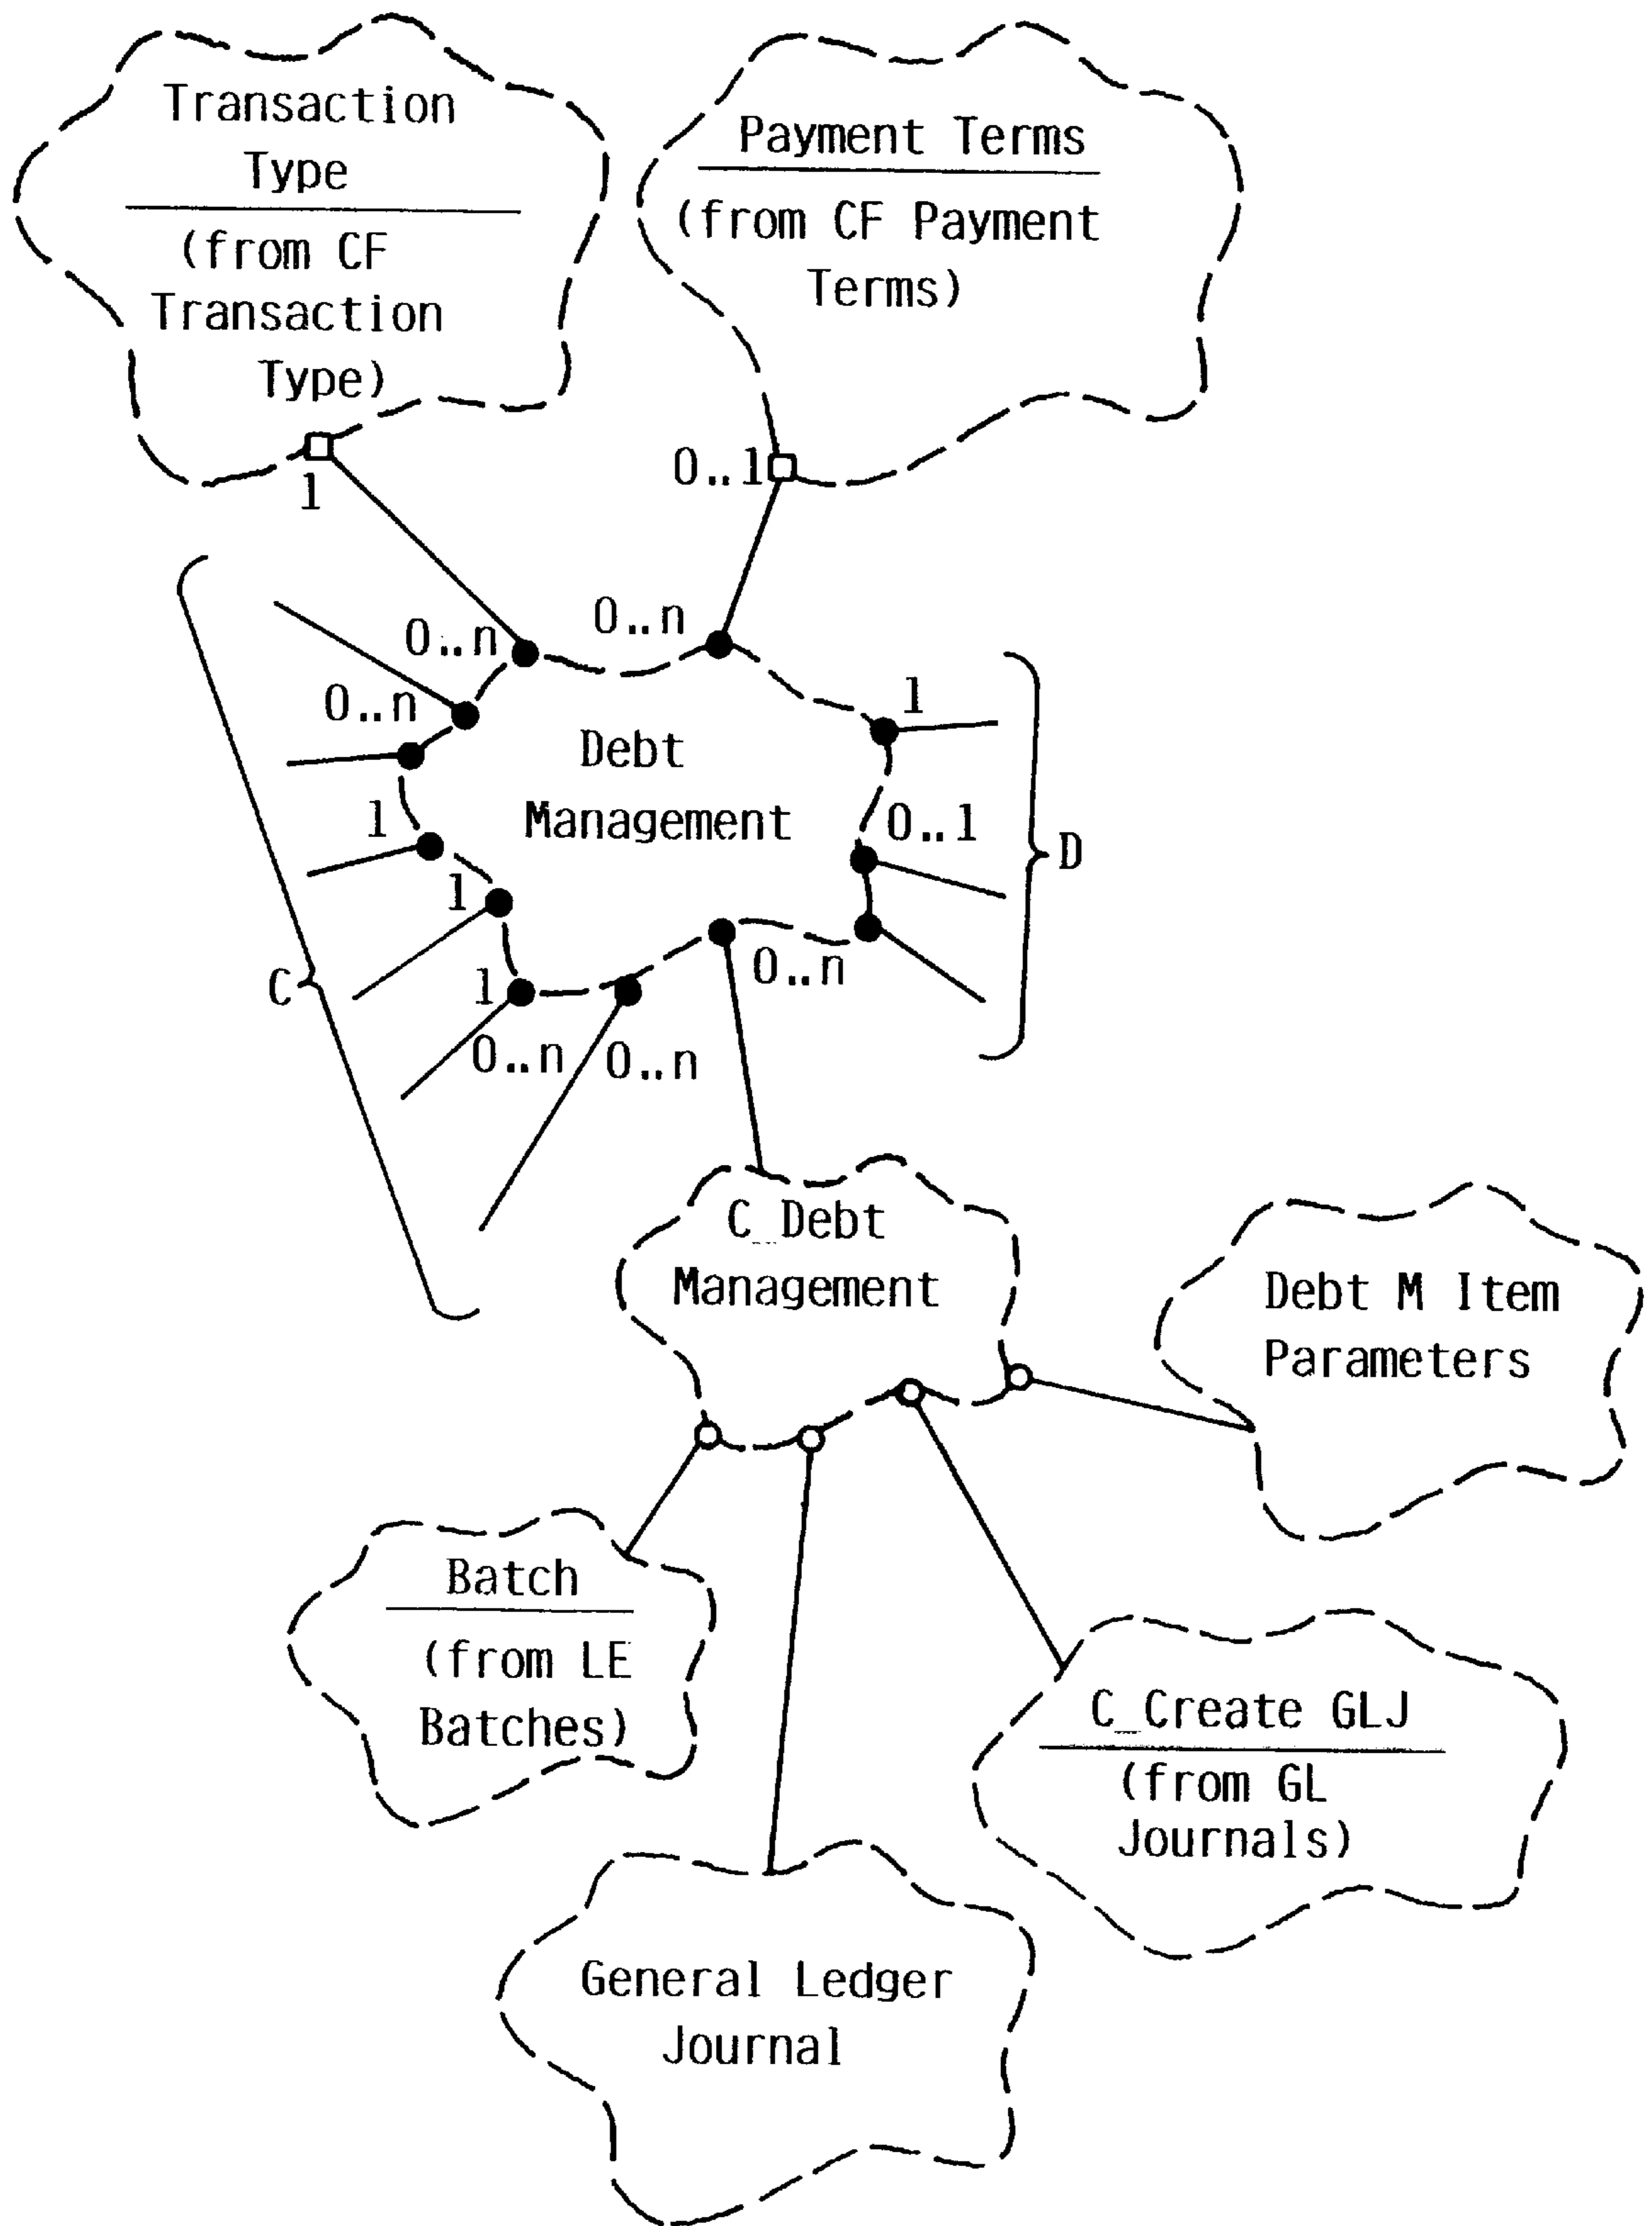 Transaction
Type
(from CF
Transaction
Type)
Payment Terms
(from CF Payment
Terms)
1
0..1
0..n
0..n
0..n
1
Debt
Management
1
0..1
D
1
0..n
C
1
0..n
0..n
C_Debt
Management
Debt M Item
Parameters
Batch
(from LE
Batches)
C_Create GLJ
(from GL
Journals)
General Ledger
Journal